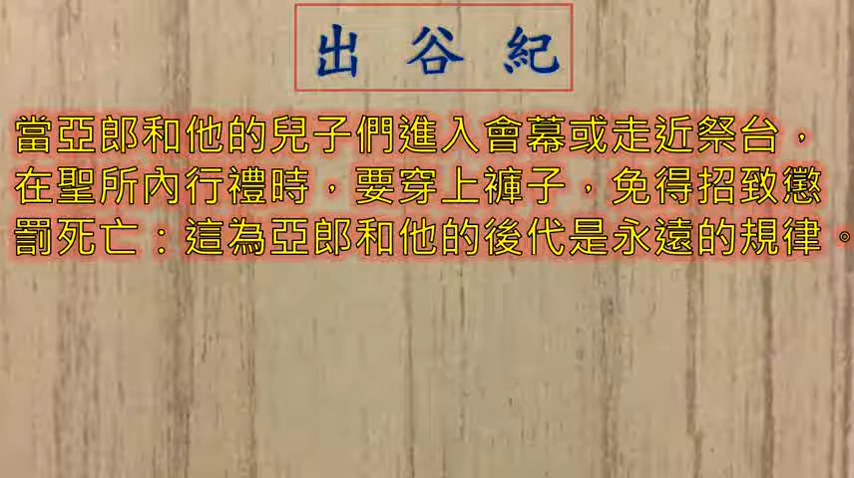 出谷紀
當亞郎和他的兒子們進入會幕或走近祭台，
在聖所內行禮時，要穿上褲子，免得招致懲
罰死亡：這為亞郎和他的後代是永遠的規律。